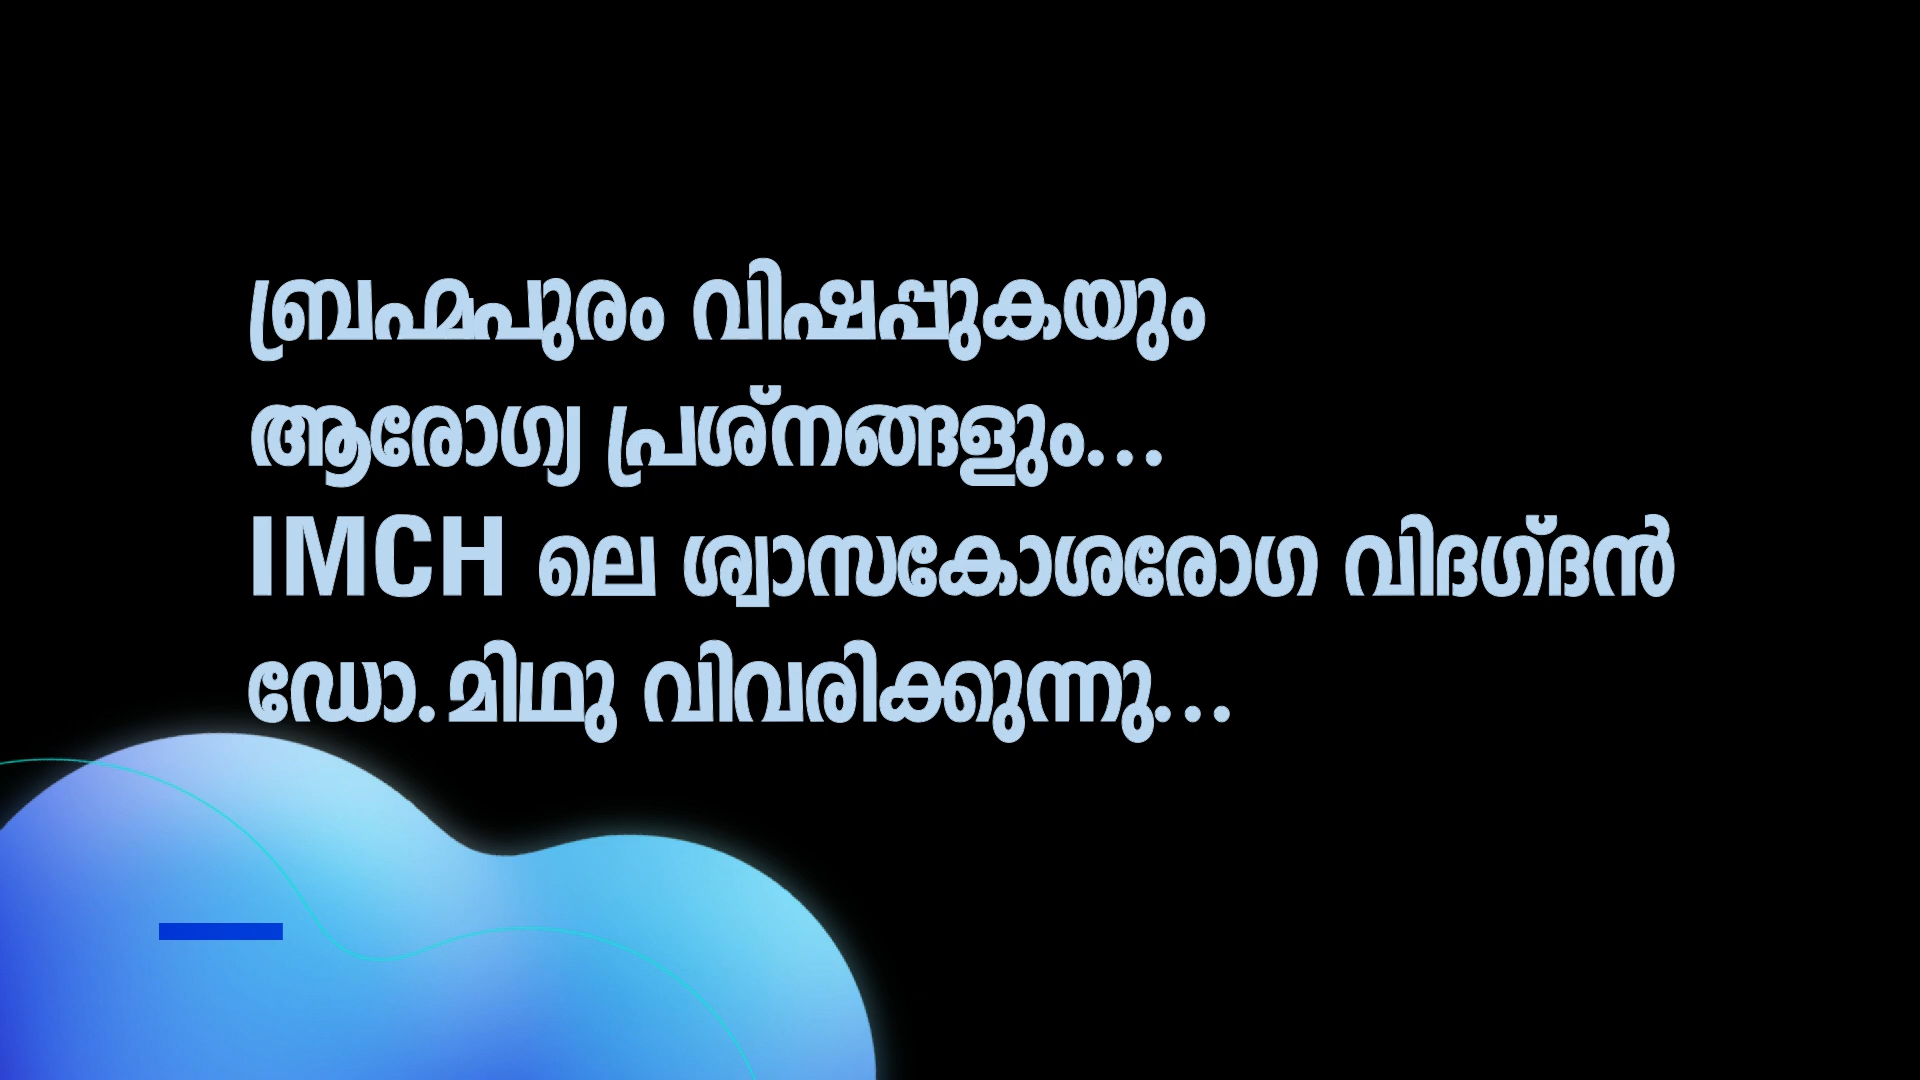 ബ്രഹ്മപുരം വിഷപ്പുകയും
ആരോഗ്യ പ്രശ്നങ്ങളും...
IMCH ലെ ശ്വാസകോശരോഗ വിദഗ്ദൻ
ഡോ.മിഥു വിവരിക്കുന്നു...